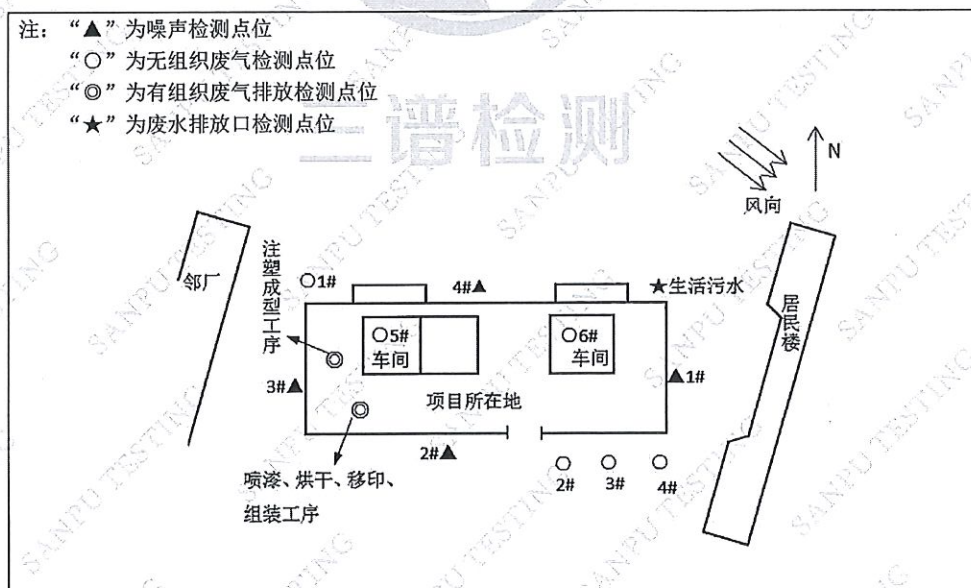 注：“▲”为噪声检测点位
“○”为无组织废气检测点位
“◎”为有组织废气排放检测点位
“★”为废水排放口检测点位
三谱检测
N
风向
邻厂
注塑成型工序
○1#
4#▲
★生活污水
居民楼
○5#
车间
○6#
车间
3#▲
▲1#
项目所在地
2#▲
○ ○ ○
2# 3# 4#
喷漆、烘干、移印、
组装工序
SANPU TESTING